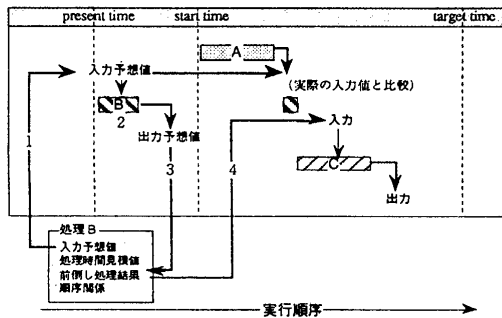 present time
start time
target time
A
入力予想値
(実際の入力値と比較)
B
2
入力
出力予想値
1
3
4
C
出力
処理B
入力予想値
処理時間見積値
前倒し処理結果
順序関係
実行順序